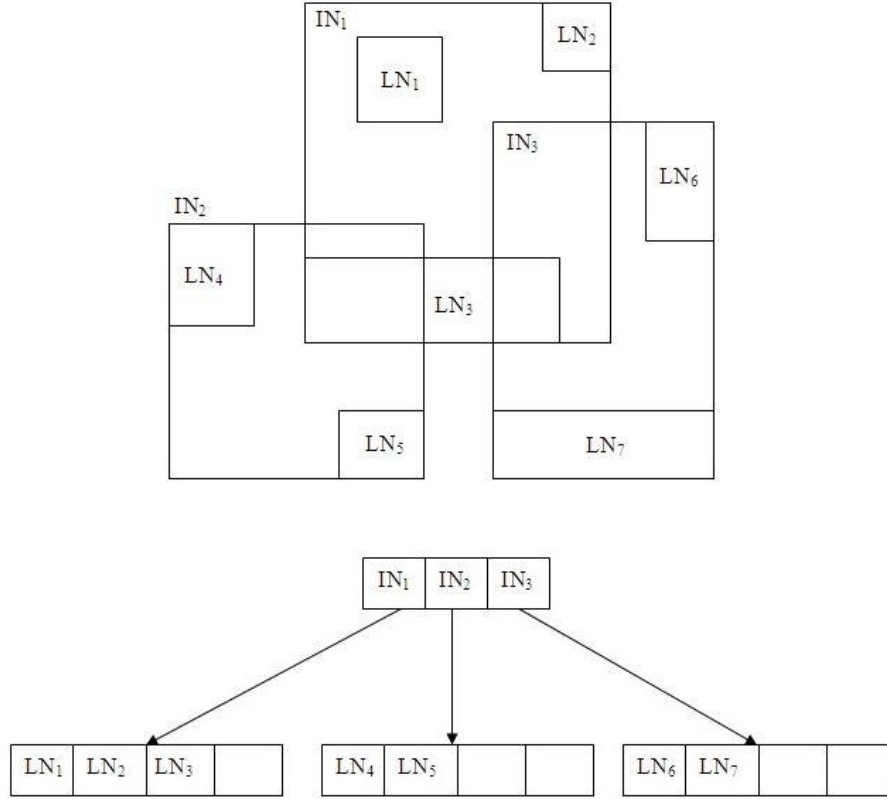 IN₁
LN₂
LN₁
IN₃
LN₆
IN₂
LN₄
LN₃
LN₅
LN₇
IN₁ IN₂ IN₃
LN₁ LN₂ LN₃ LN₄ LN₅ LN₆ LN₇